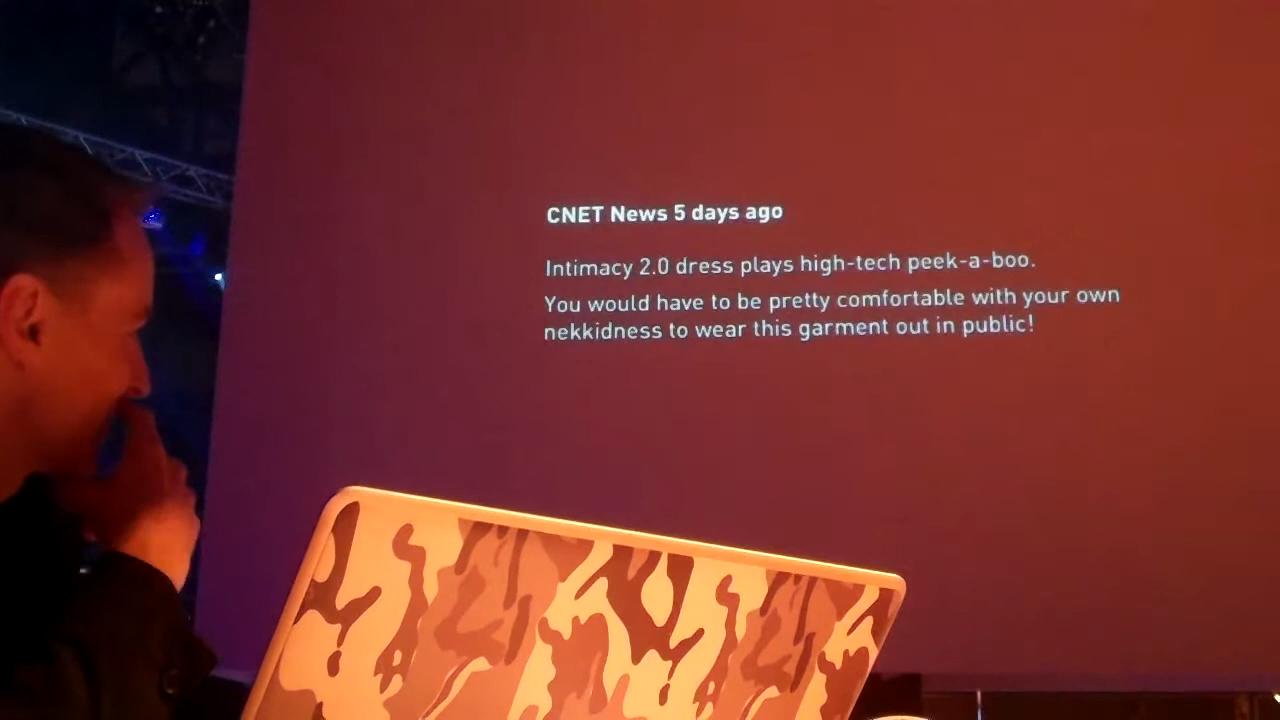 CNET News 5 days ago
Intimacy 2.0 dress plays high-tech peek-a-boo.
You would have to be pretty comfortable with your own
nekkidness to wear this garment out in public!